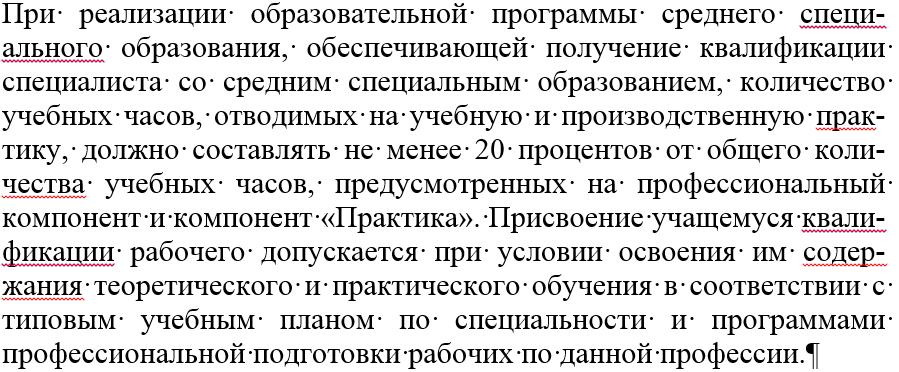 При реализации образовательной программы среднего специ-
ального образования, обеспечивающей получение квалификации
специалиста со средним специальным образованием, количество
учебных часов, отводимых на учебную и производственную прак-
тику, должно составлять не менее 20 процентов от общего коли-
чества учебных часов, предусмотренных на профессиональный
компонент и компонент «Практика». Присвоение учащемуся квали-
фикации рабочего допускается при условии освоения им содер-
жания теоретического и практического обучения в соответствии с
типовым учебным планом по специальности и программами
профессиональной подготовки рабочих по данной профессии.¶